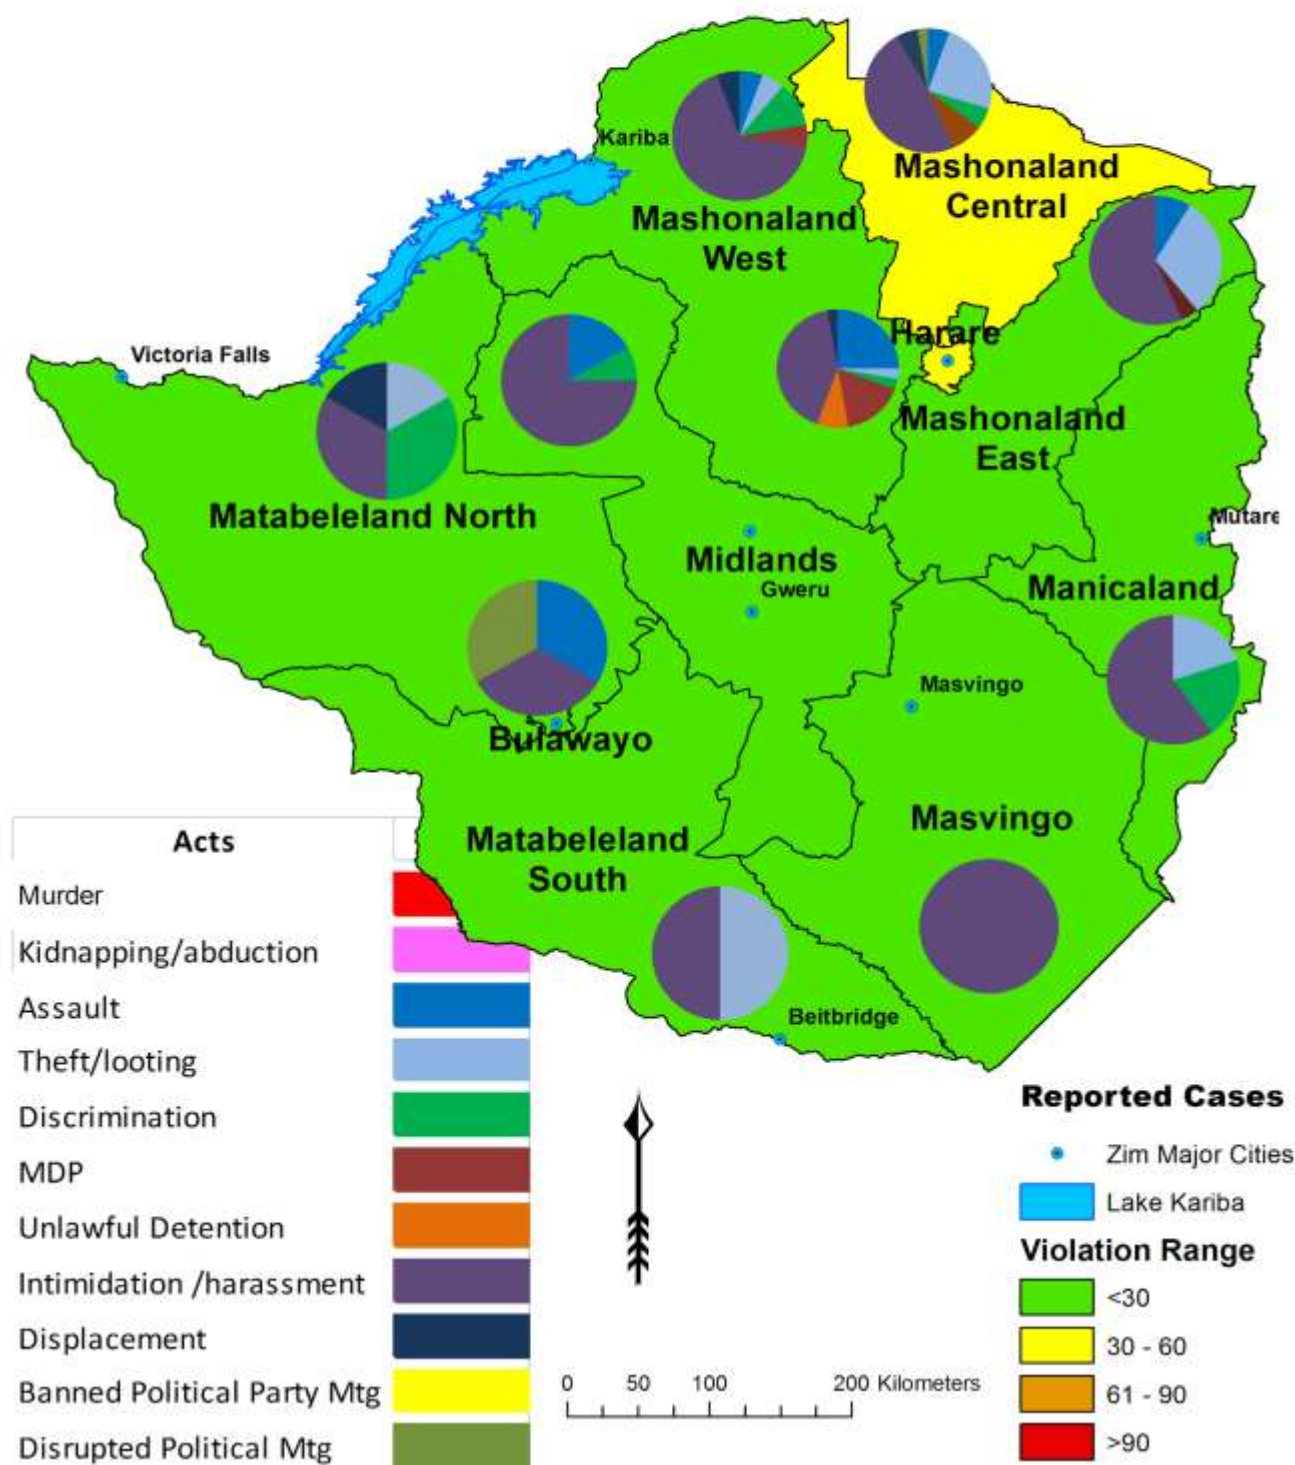 Kariba
Mashonaland
Central
Mashonaland
West
Harare
Victoria Falls
Mashonaland
East
Matabeleland North
Mutare
Midlands
Gweru
Manicaland
Masvingo
Bulawayo
Masvingo
Matabeleland
South
Beitbridge
Acts
Murder
Kidnapping/abduction
Assault
Theft/looting
Discrimination
MDP
Unlawful Detention
Intimidation /harassment
Displacement
Banned Political Party Mtg
Disrupted Political Mtg
0 50 100 200 Kilometers
Reported Cases
Zim Major Cities
Lake Kariba
Violation Range
<30
30 - 60
61 - 90
>90